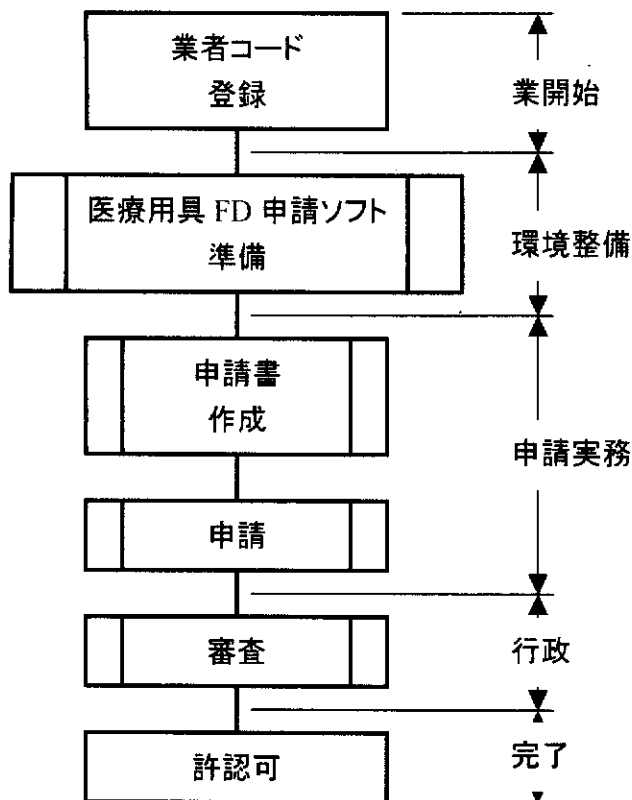 業者コード
登録
業開始
医療用具 FD 申請ソフト
準備
環境整備
申請書
作成
申請実務
申請
審査
行政
許認可
完了